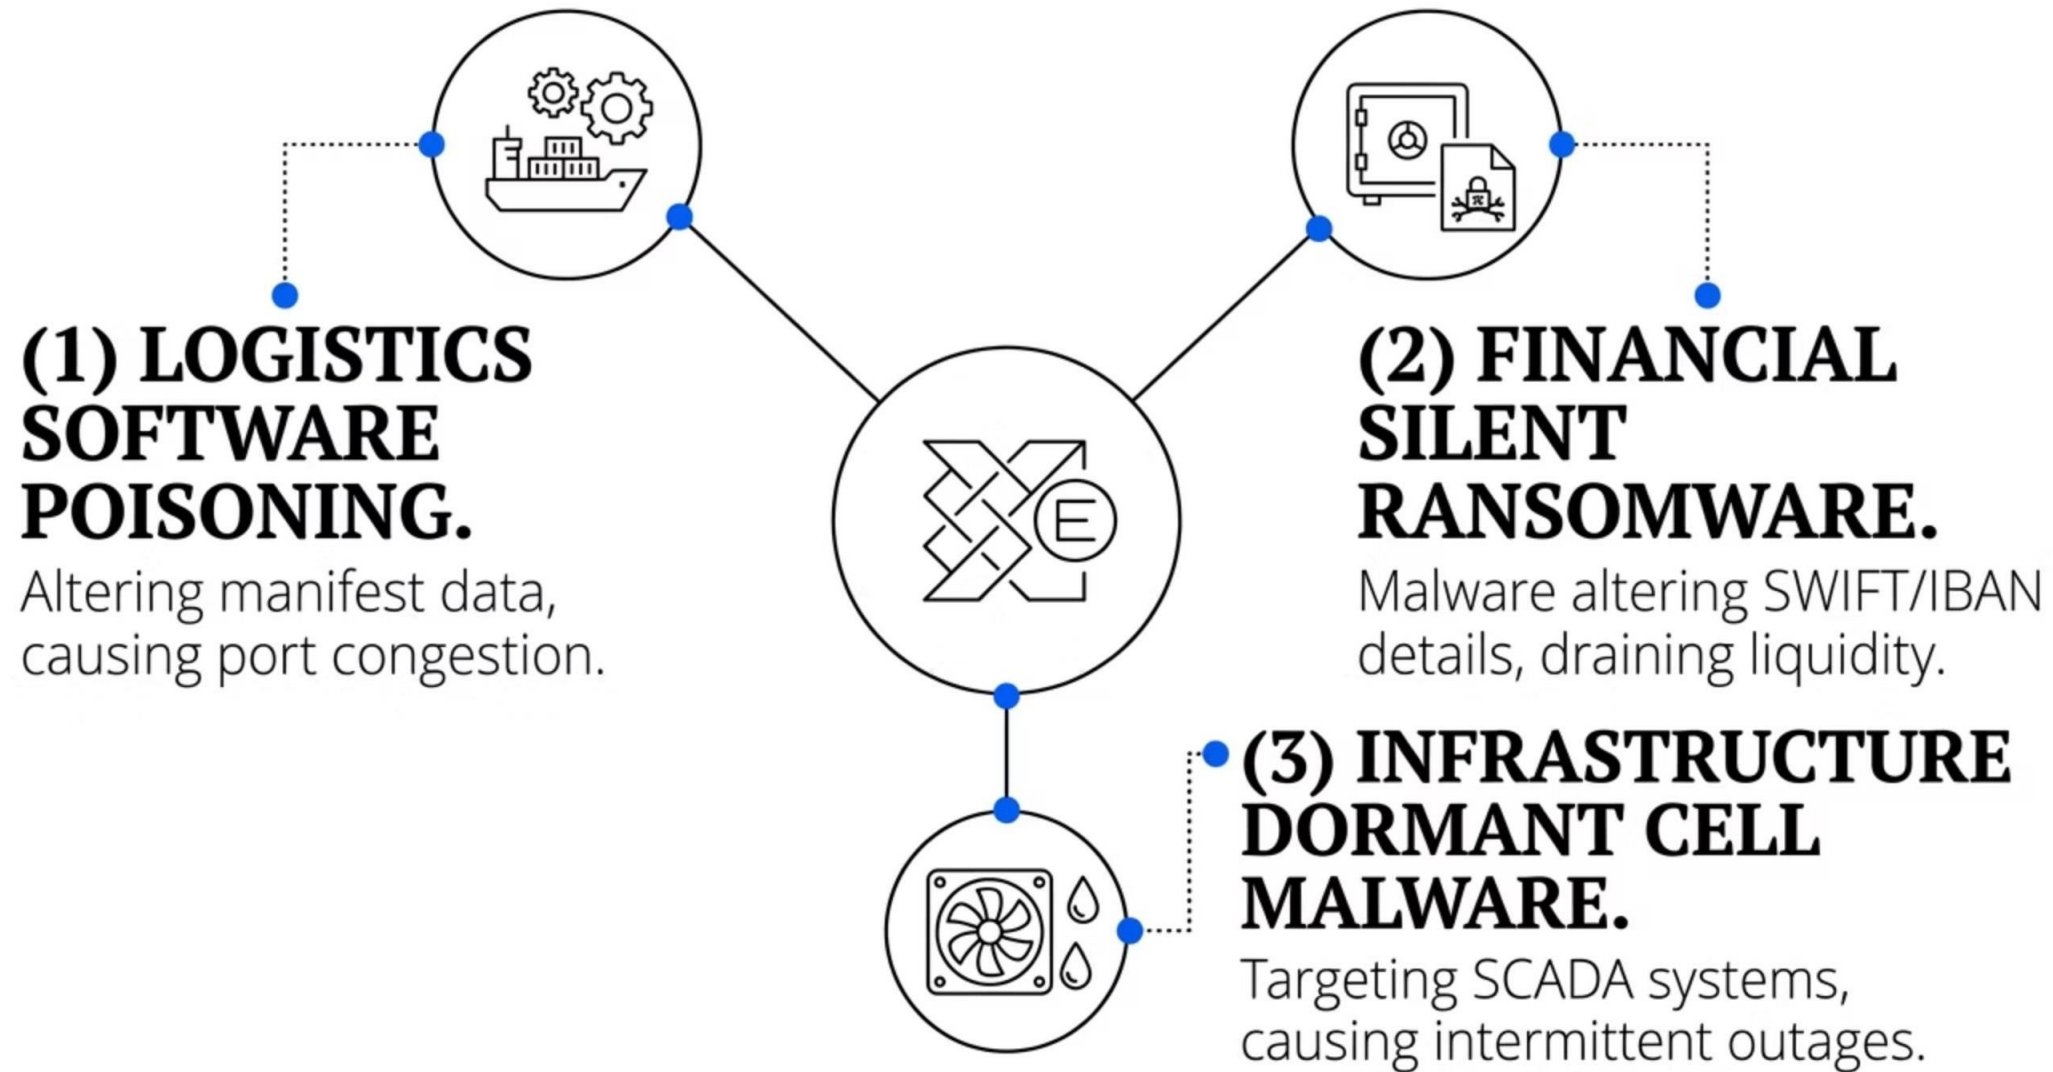 (1) LOGISTICS
SOFTWARE
POISONING.
Altering manifest data,
causing port congestion.
(2) FINANCIAL
SILENT
RANSOMWARE.
Malware altering SWIFT/IBAN
details, draining liquidity.
E
(3) INFRASTRUCTURE
DORMANT CELL
MALWARE.
Targeting SCADA systems,
causing intermittent outages.